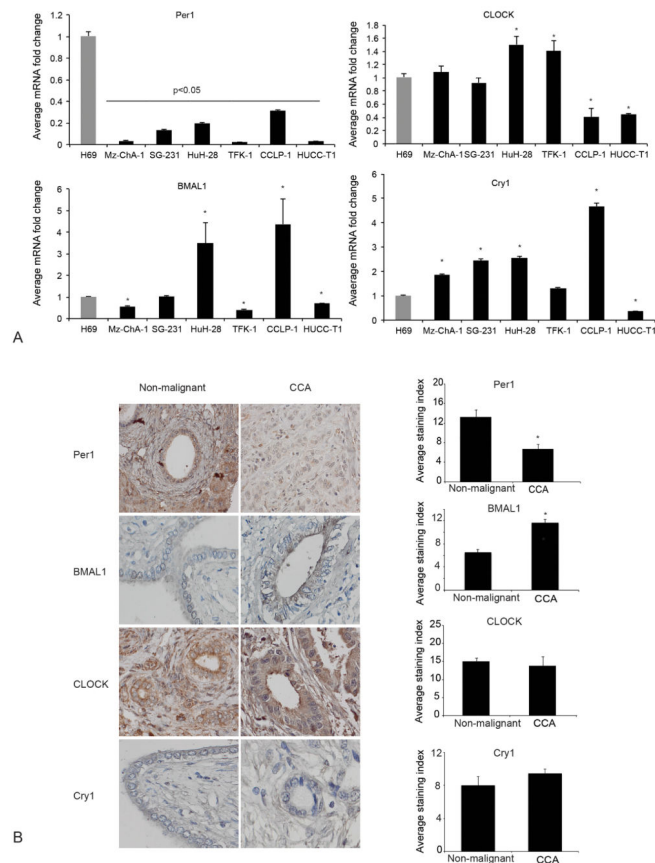 Per1
Average mRNA fold change
1.2
1
0.8
0.6
0.4
0.2
0
p<0.05
H69 Mz-ChA-1 SG-231 HuH-28 TFK-1 CCLP-1 HUCC-T1
CLOCK
Average mRNA fold change
1.8
1.6
1.4
1.2
1
0.8
0.6
0.4
0.2
0
* * * *
H69 Mz-ChA-1 SG-231 HuH-28 TFK-1 CCLP-1 HUCC-T1
BMAL1
Average mRNA fold change
6
5
4
3
2
1
0
* * * * *
H69 Mz-ChA-1 SG-231 HuH-28 TFK-1 CCLP-1 HUCC-T1
Cry1
Avaerage mRNA fold change
6
5
4
3
2
1
0
* * * * *
H69 Mz-ChA-1 SG-231 HuH-28 TFK-1 CCLP-1 HUCC-T1
A
Non-malignant CCA
Per1
BMAL1
CLOCK
Cry1
Per1
Average staining index
20
16
12
8
4
0
*
Non-malignant CCA
BMAL1
Average staining index
16
12
8
4
0
*
Non-malignant CCA
CLOCK
Average staining index
25
20
15
10
5
0
Non-malignant CCA
Cry1
Average staining index
12
8
4
0
Non-malignant CCA
B